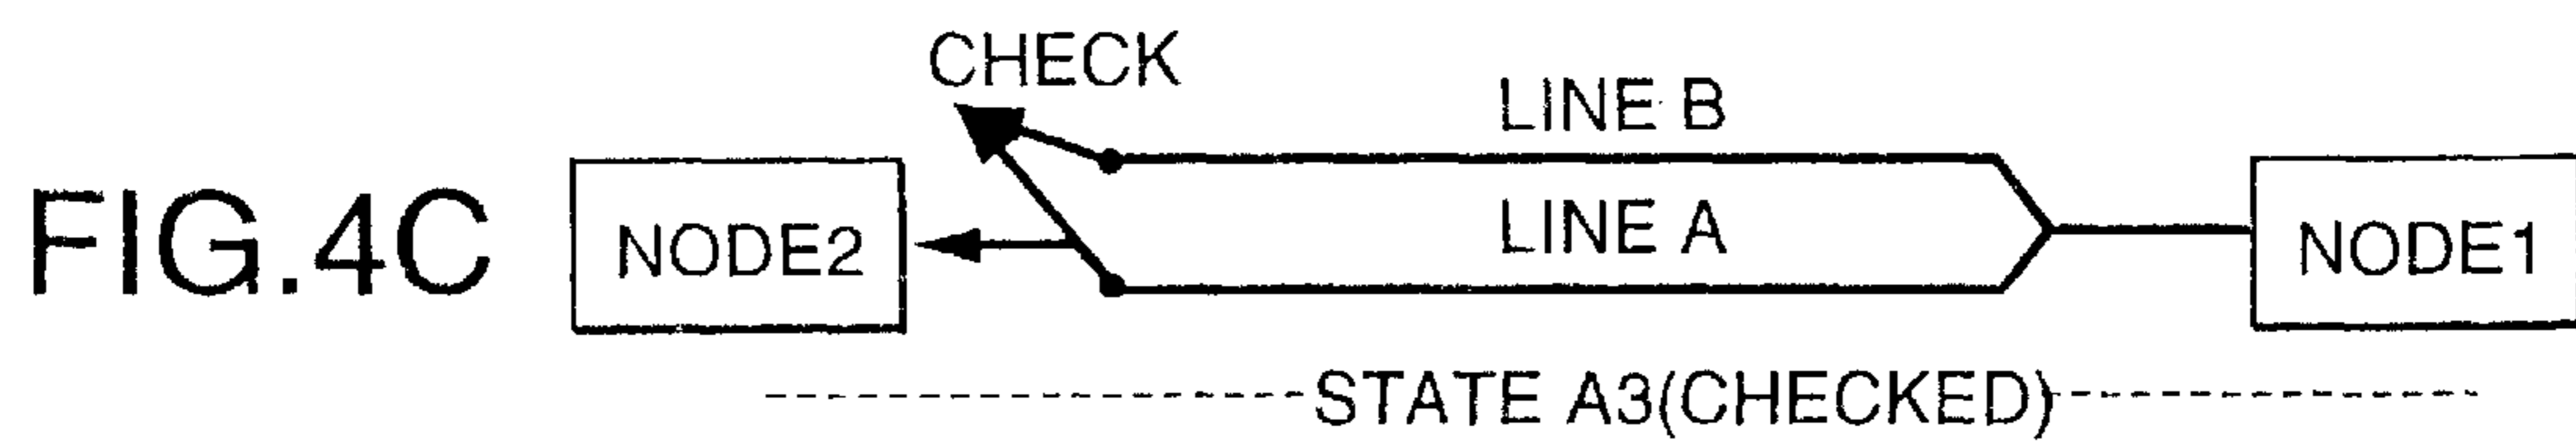 CHECK
LINE B
FIG.4C
NODE2
LINE A
NODE1
STATE A3(CHECKED)